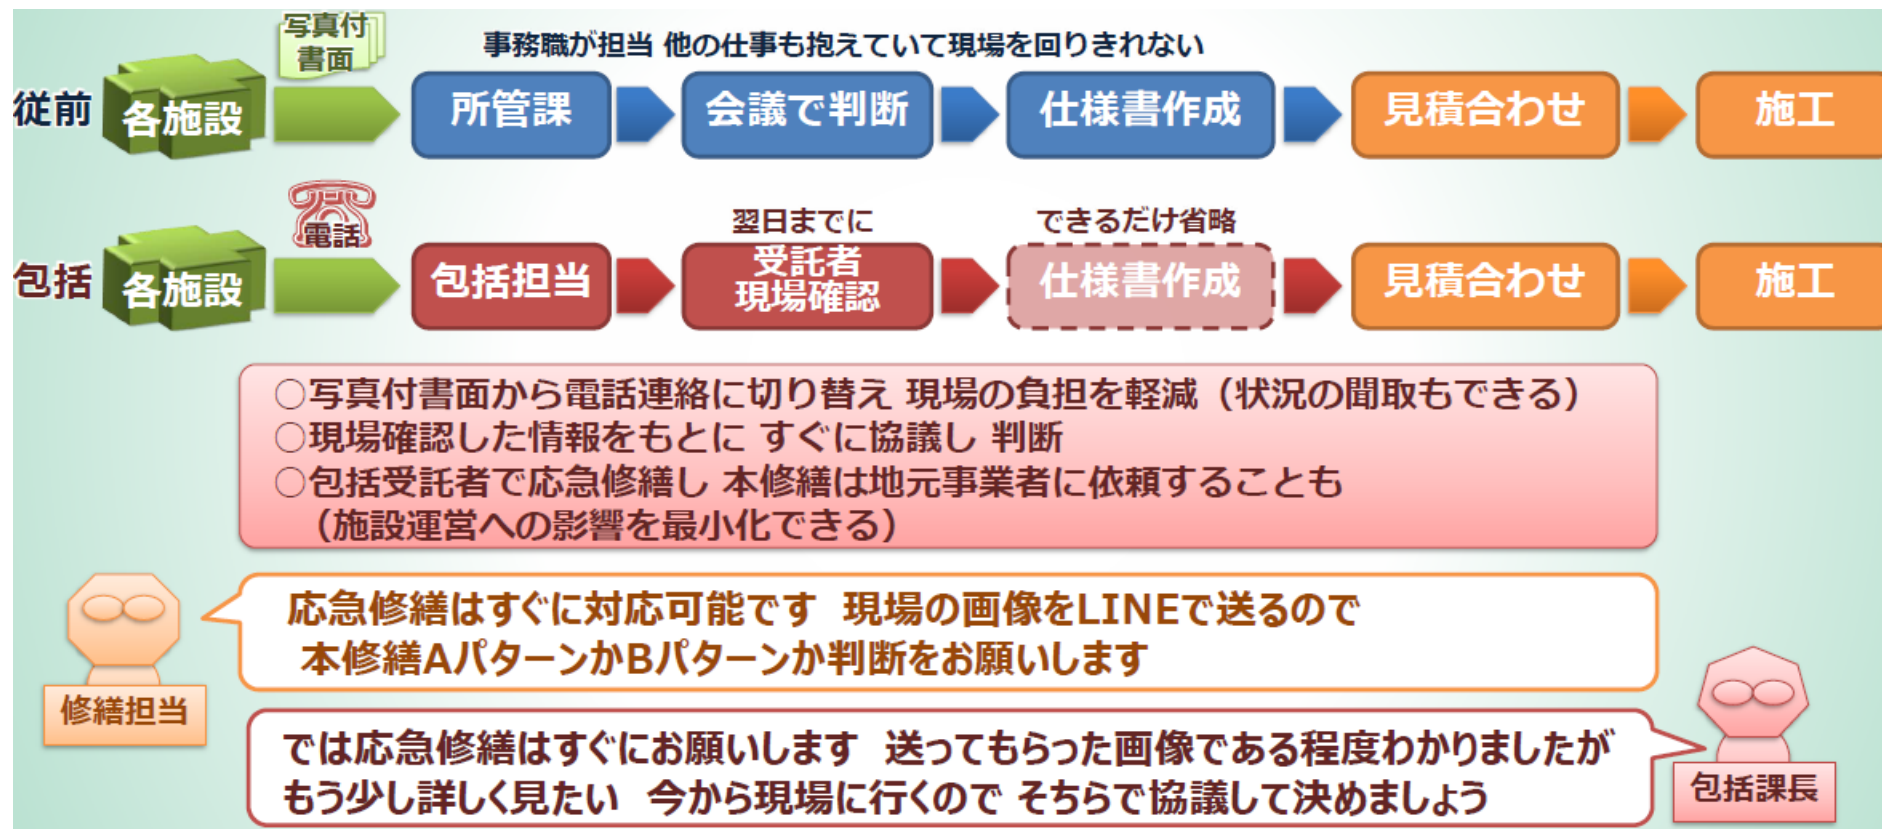 写真付
書面
事務職が担当 他の仕事も抱えていて現場を回りきれない
従前
各施設
所管課
会議で判断
仕様書作成
見積合わせ
施工
電話
翌日までに
できるだけ省略
包括
各施設
包括担当
受託者
現場確認
仕様書作成
見積合わせ
施工
○写真付書面から電話連絡に切り替え 現場の負担を軽減（状況の聞取もできる）
○現場確認した情報をもとに すぐに協議し 判断
○包括受託者で応急修繕し 本修繕は地元事業者に依頼することも
（施設運営への影響を最小化できる）
応急修繕はすぐに対応可能です 現場の画像をLINEで送るので
本修繕AパターンかBパターンか判断をお願いします
修繕担当
では応急修繕はすぐにお願いします 送ってもらった画像である程度わかりましたが
もう少し詳しく見たい 今から現場に行くので そちらで協議して決めましょう
包括課長